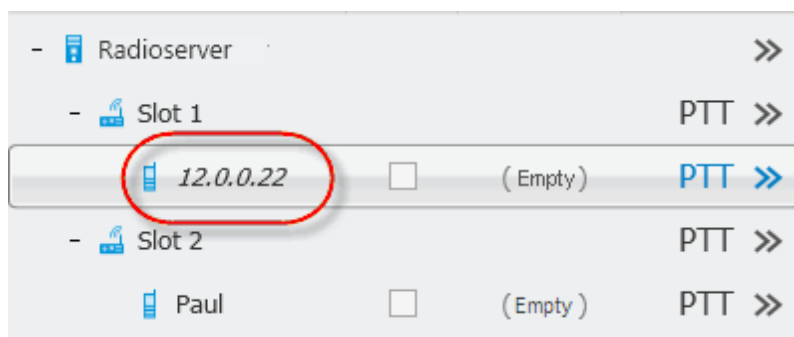 - Radioserver »
- Slot 1 PTT »
12.0.0.22 (Empty) PTT »
- Slot 2 PTT »
Paul (Empty) PTT »